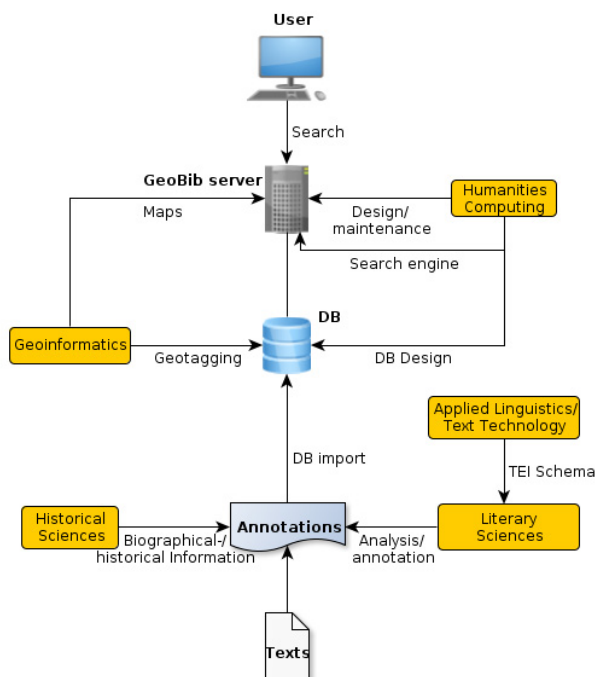 User
Search
GeoBib server
Humanities
Computing
Maps
Design/
maintenance
Search engine
DB
Geoinformatics
Geotagging
DB Design
Applied Linguistics/
Text Technology
DB import
TEI Schema
Historical
Sciences
Biographical-/
historical Information
Annotations
Analysis/
annotation
Literary
Sciences
Texts